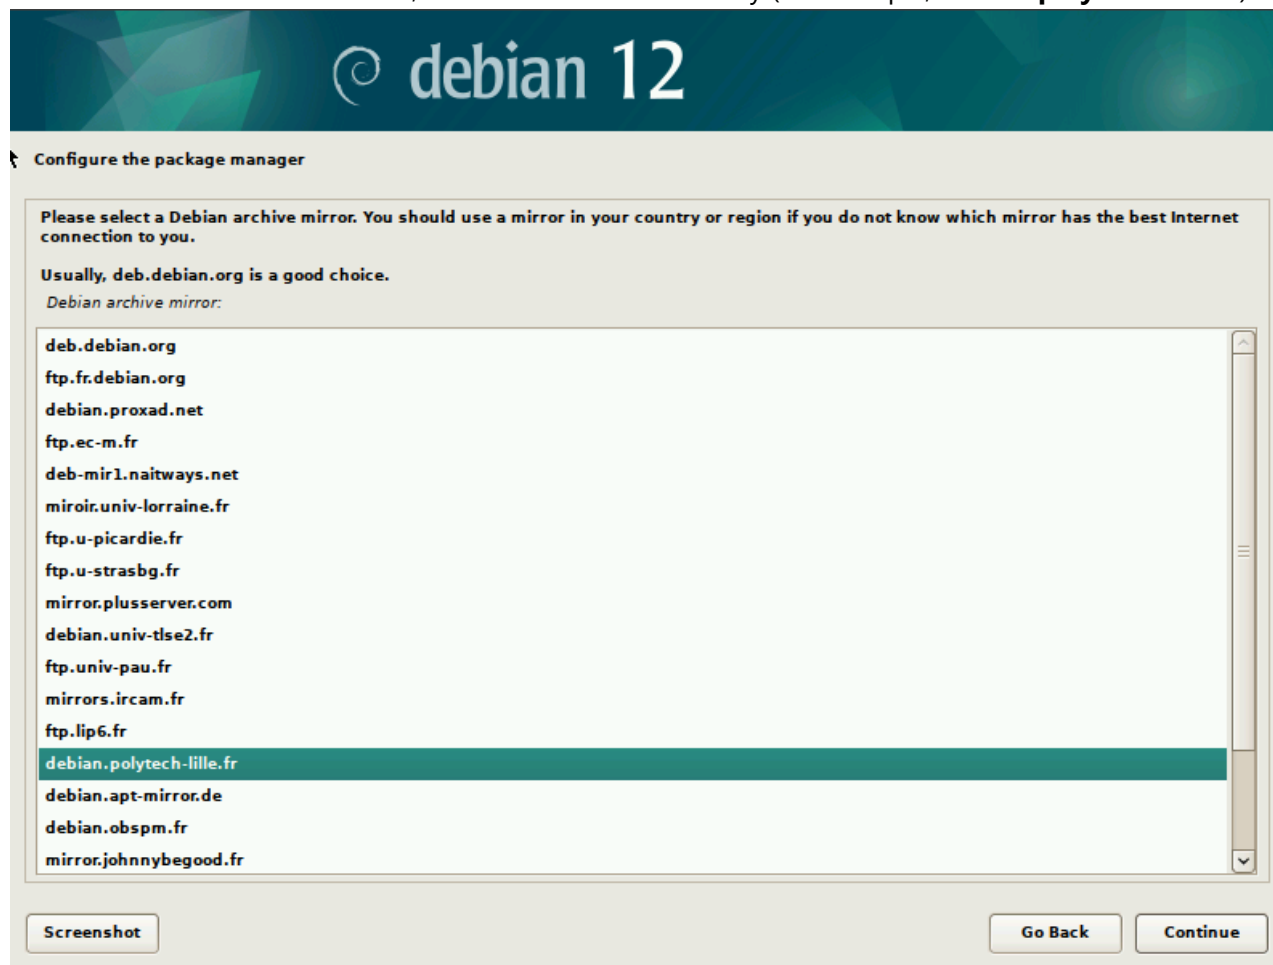 debian 12
Configure the package manager
Please select a Debian archive mirror. You should use a mirror in your country or region if you do not know which mirror has the best Internet
connection to you.
Usually, deb.debian.org is a good choice.
Debian archive mirror:
deb.debian.org
ftp.fr.debian.org
debian.proxad.net
ftp.ec-m.fr
deb-mir1.naitways.net
miroir.univ-lorraine.fr
ftp.u-picardie.fr
ftp.u-strasbg.fr
mirror.plusserver.com
debian.univ-tlse2.fr
ftp.univ-pau.fr
mirrors.ircam.fr
ftp.lip6.fr
debian.polytech-lille.fr
debian.apt-mirror.de
debian.obspm.fr
mirror.johnnybegood.fr
Screenshot
Go Back
Continue